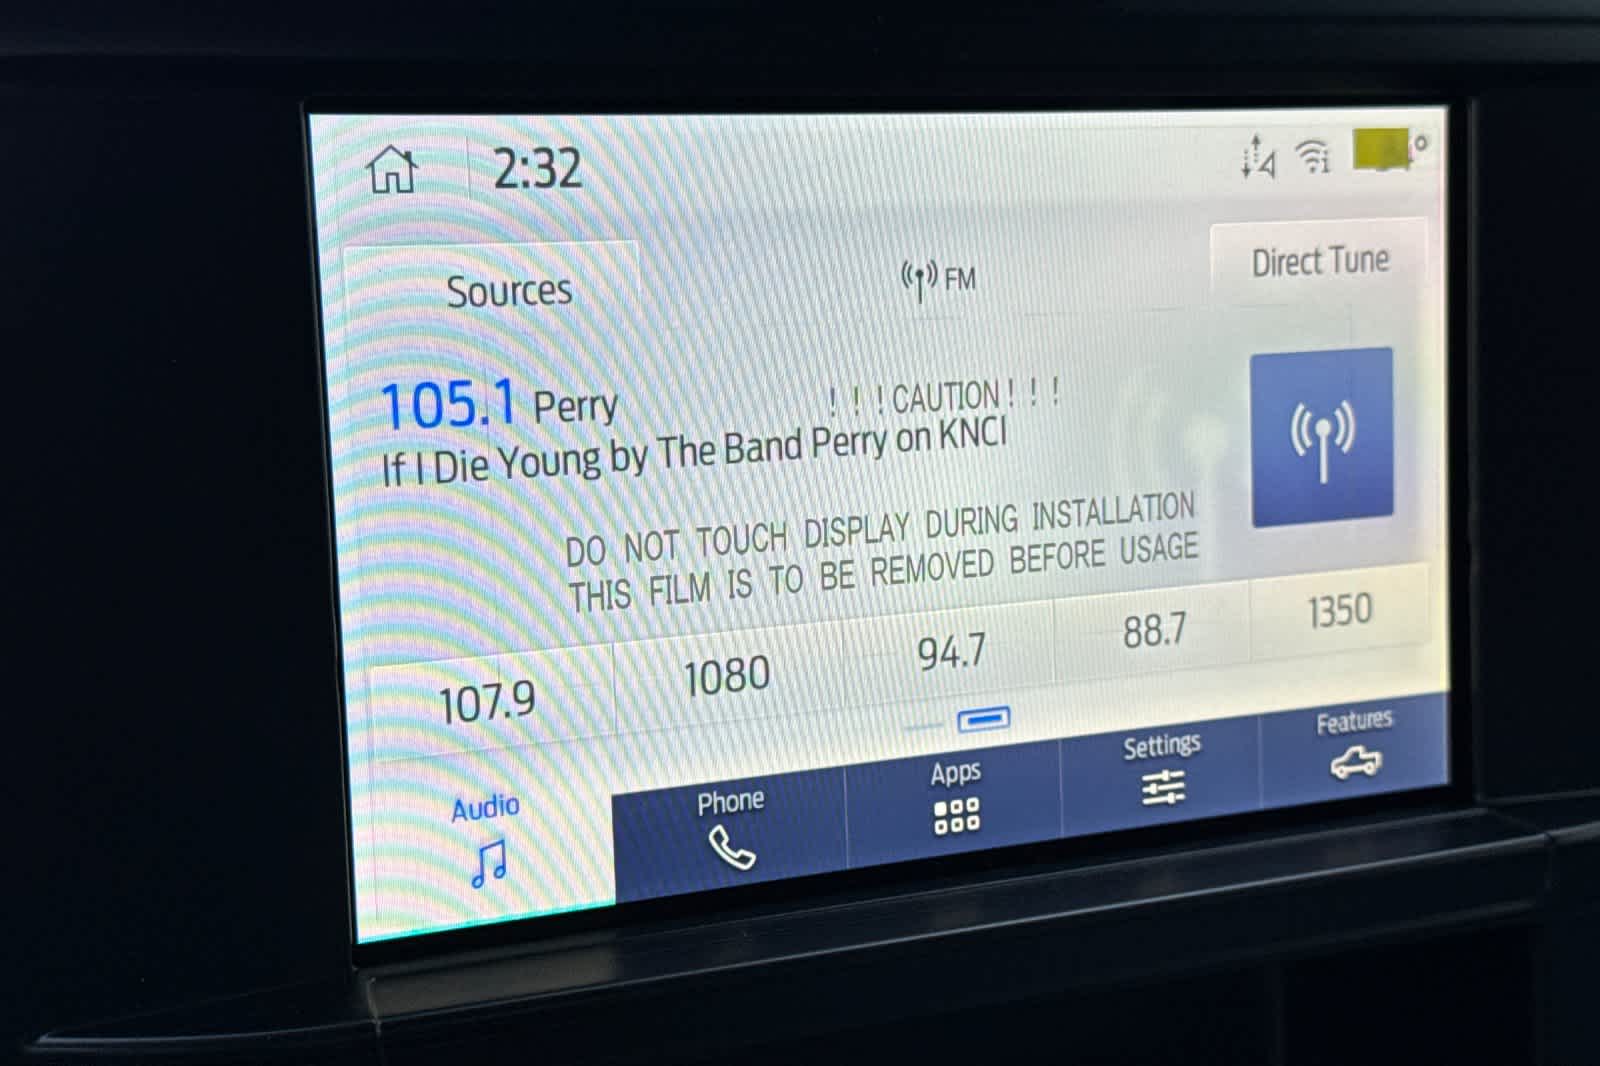 2:32
Sources
FM
Direct Tune
105.1 Perry
! ! ! CAUTION ! ! !
If I Die Young by The Band Perry on KNCI
DO NOT TOUCH DISPLAY DURING INSTALLATION
THIS FILM IS TO BE REMOVED BEFORE USAGE
107.9
1080
94.7
88.7
1350
Audio
Phone
Apps
Settings
Features